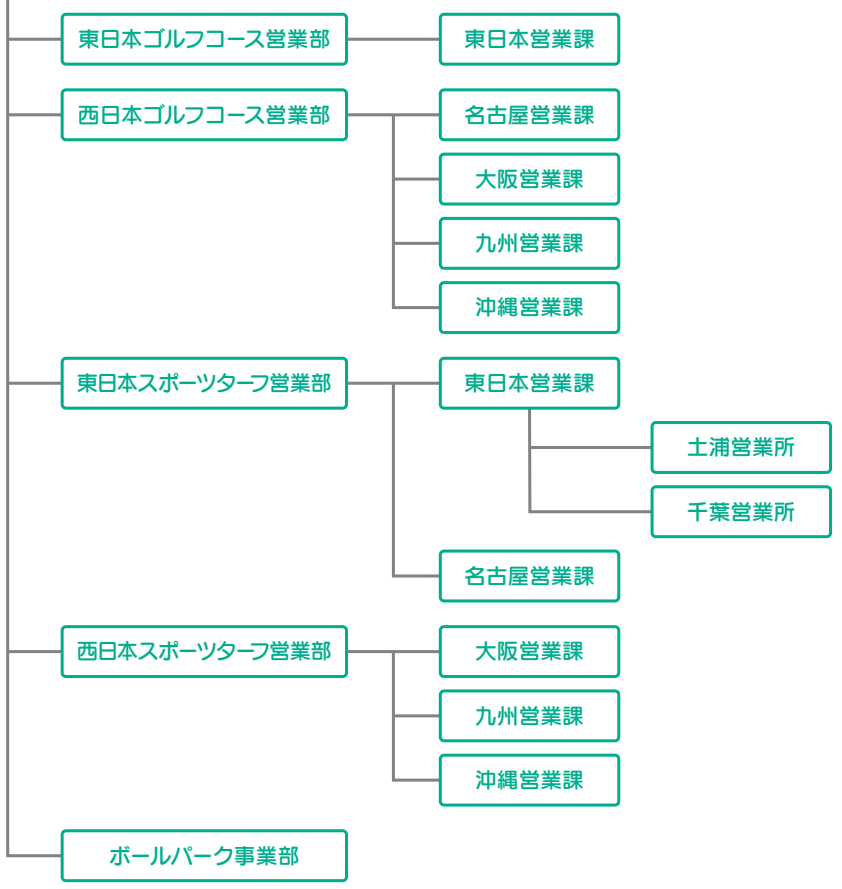 東日本ゴルフコース営業部
東日本営業課
西日本ゴルフコース営業部
名古屋営業課
大阪営業課
九州営業課
沖縄営業課
東日本スポーツターフ営業部
東日本営業課
土浦営業所
千葉営業所
名古屋営業課
西日本スポーツターフ営業部
大阪営業課
九州営業課
沖縄営業課
ボールパーク事業部